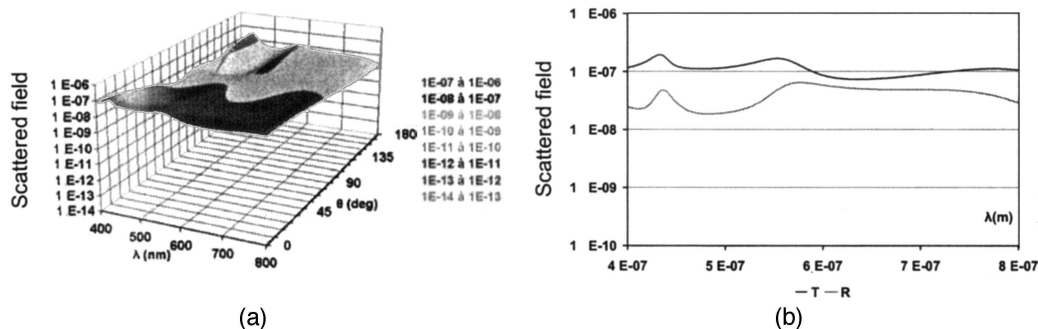 Scattered field
1 E-06
1 E-07
1 E-08
1 E-09
1 E-10
1 E-11
1 E-12
1 E-13
1.E-14
400
500
600
700
800
λ (nm)
0
45
90
135
180
θ (deg)
1E-07 à 1E-06
1E-08 à 1E-07
1E-09 à 1E-08
1E-10 à 1E-09
1E-11 à 1E-10
1E-12 à 1E-11
1E-13 à 1E-12
1E-14 à 1E-13
(a)
Scattered field
1 E-06
1 E-07
1 E-08
1 E-09
1 E-10
4 E-07
5 E-07
6 E-07
7 E-07
8 E-07
λ(m)
T R
(b)